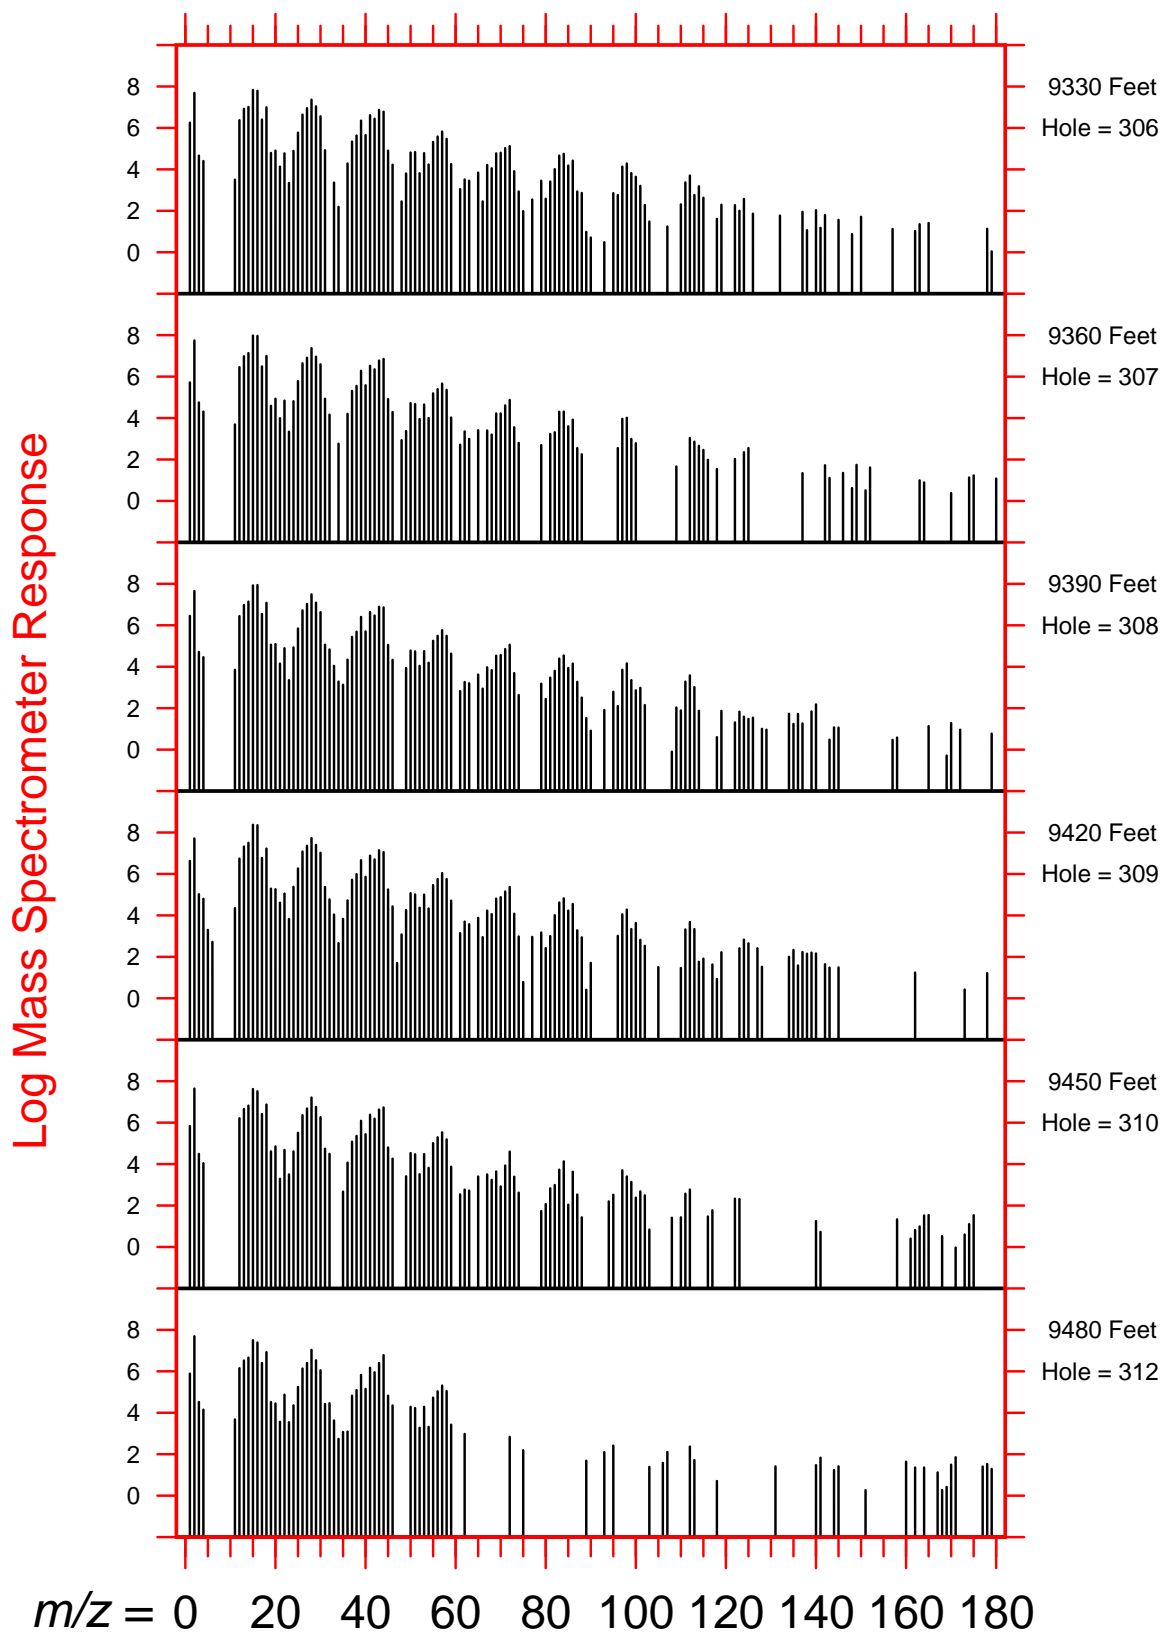 8
6
4
2
0
9330 Feet
Hole = 306
8
6
4
2
0
9360 Feet
Hole = 307
8
6
4
2
0
9390 Feet
Hole = 308
8
6
4
2
0
9420 Feet
Hole = 309
8
6
4
2
0
9450 Feet
Hole = 310
8
6
4
2
0
9480 Feet
Hole = 312
Log Mass Spectrometer Response
m/z = 0 20 40 60 80 100 120 140 160 180